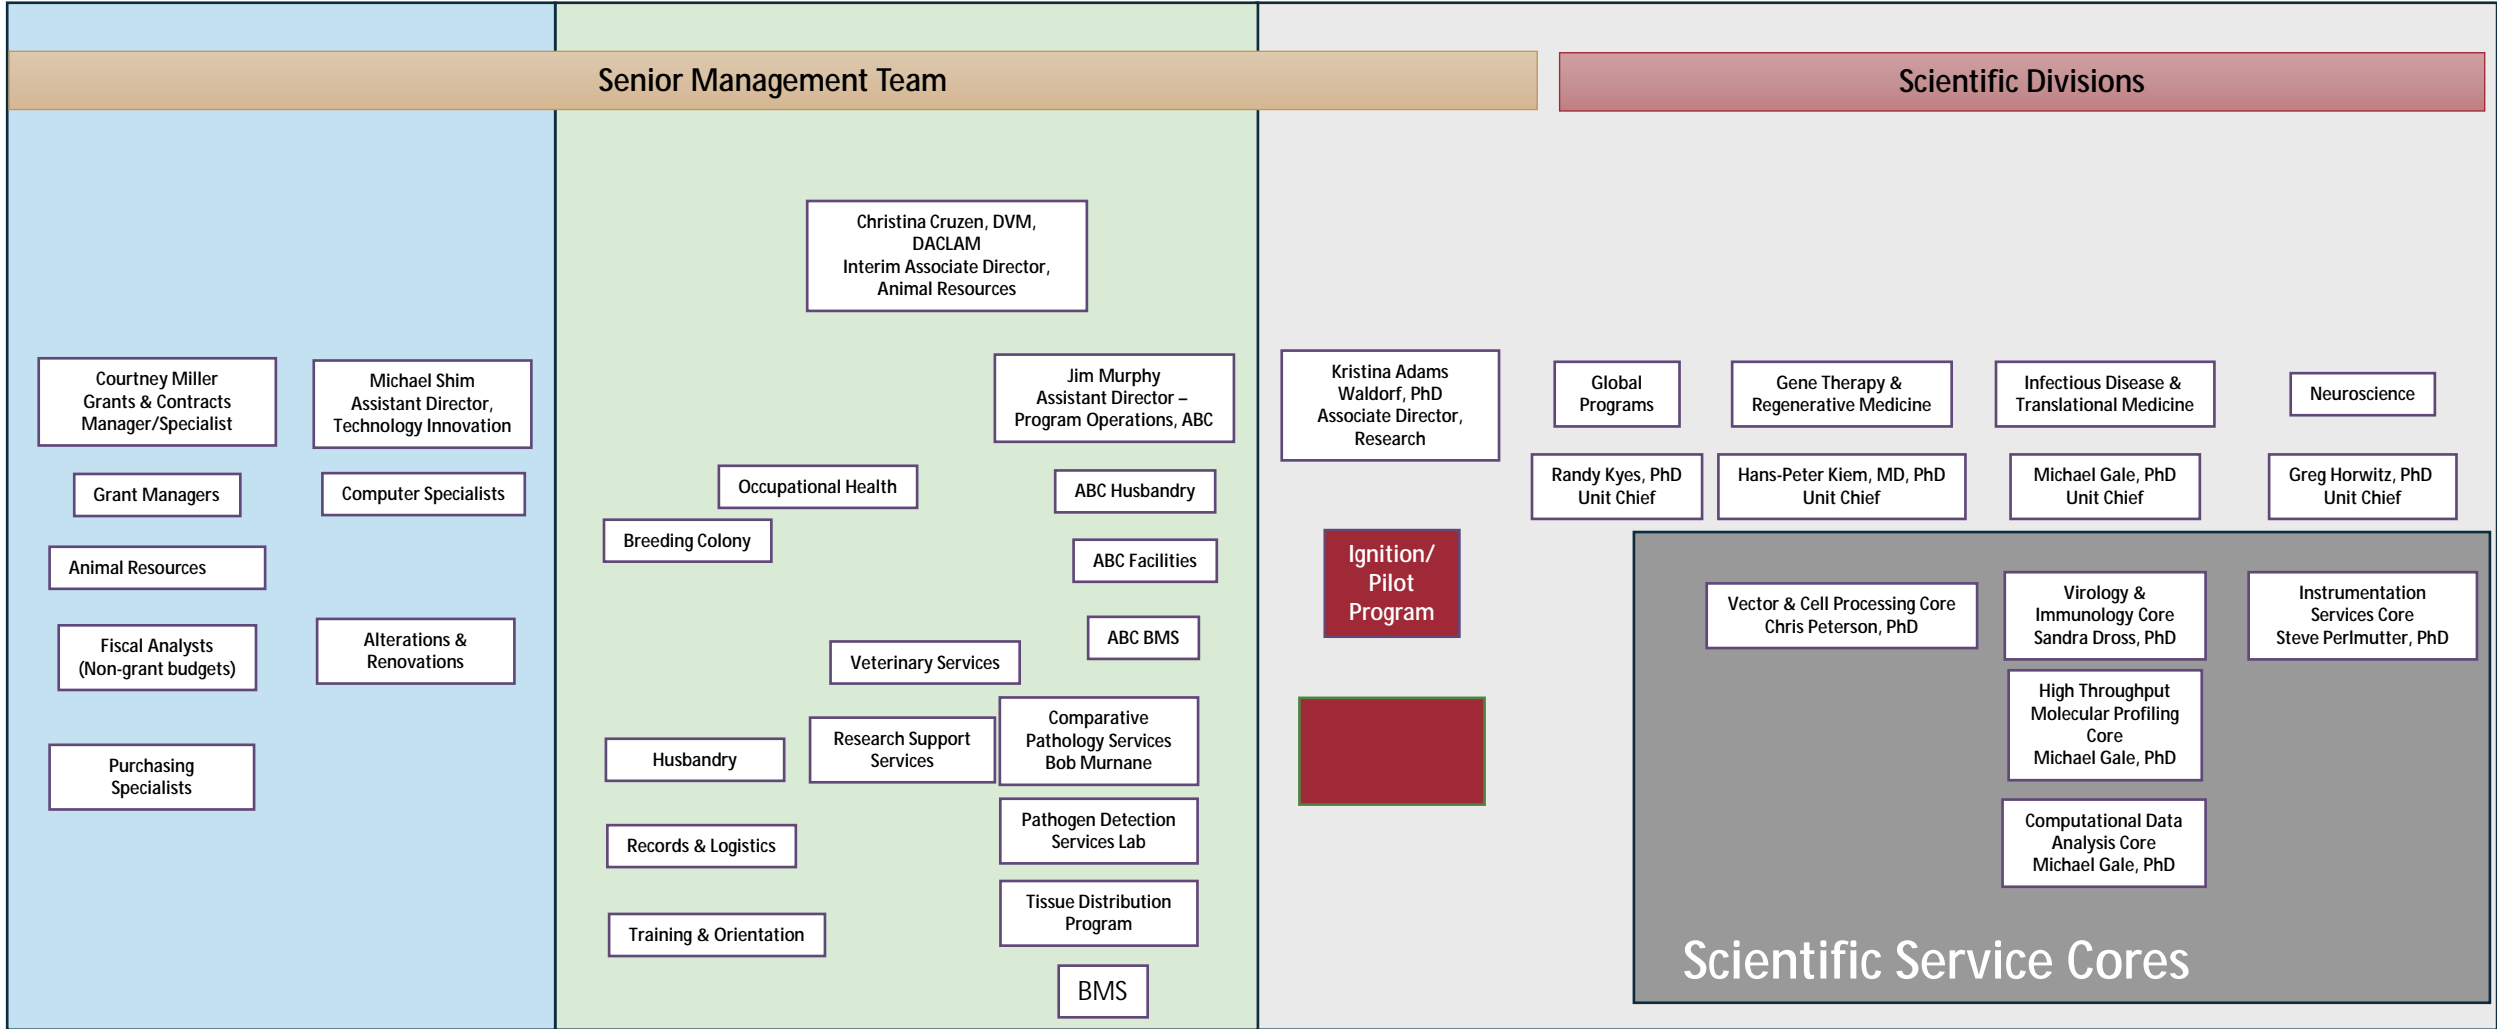 Senior Management Team
Scientific Divisions
Christina Cruzen, DVM,
DACLAM
Interim Associate Director,
Animal Resources
Courtney Miller
Grants & Contracts
Manager/Specialist
Michael Shim
Assistant Director,
Technology Innovation
Jim Murphy
Assistant Director –
Program Operations, ABC
Kristina Adams
Waldorf, PhD
Associate Director,
Research
Global
Programs
Gene Therapy &
Regenerative Medicine
Infectious Disease &
Translational Medicine
Neuroscience
Grant Managers
Computer Specialists
Occupational Health
ABC Husbandry
Randy Kyes, PhD
Unit Chief
Hans-Peter Kiem, MD, PhD
Unit Chief
Michael Gale, PhD
Unit Chief
Greg Horwitz, PhD
Unit Chief
Breeding Colony
Animal Resources
ABC Facilities
Ignition/
Pilot
Program
Vector & Cell Processing Core
Chris Peterson, PhD
Virology &
Immunology Core
Sandra Dross, PhD
Instrumentation
Services Core
Steve Perlmutter, PhD
Fiscal Analysts
(Non-grant budgets)
Alterations &
Renovations
ABC BMS
Veterinary Services
High Throughput
Molecular Profiling
Core
Michael Gale, PhD
Purchasing
Specialists
Husbandry
Research Support
Services
Comparative
Pathology Services
Bob Murnane
Records & Logistics
Pathogen Detection
Services Lab
Computational Data
Analysis Core
Michael Gale, PhD
Training & Orientation
Tissue Distribution
Program
BMS
Scientific Service Cores